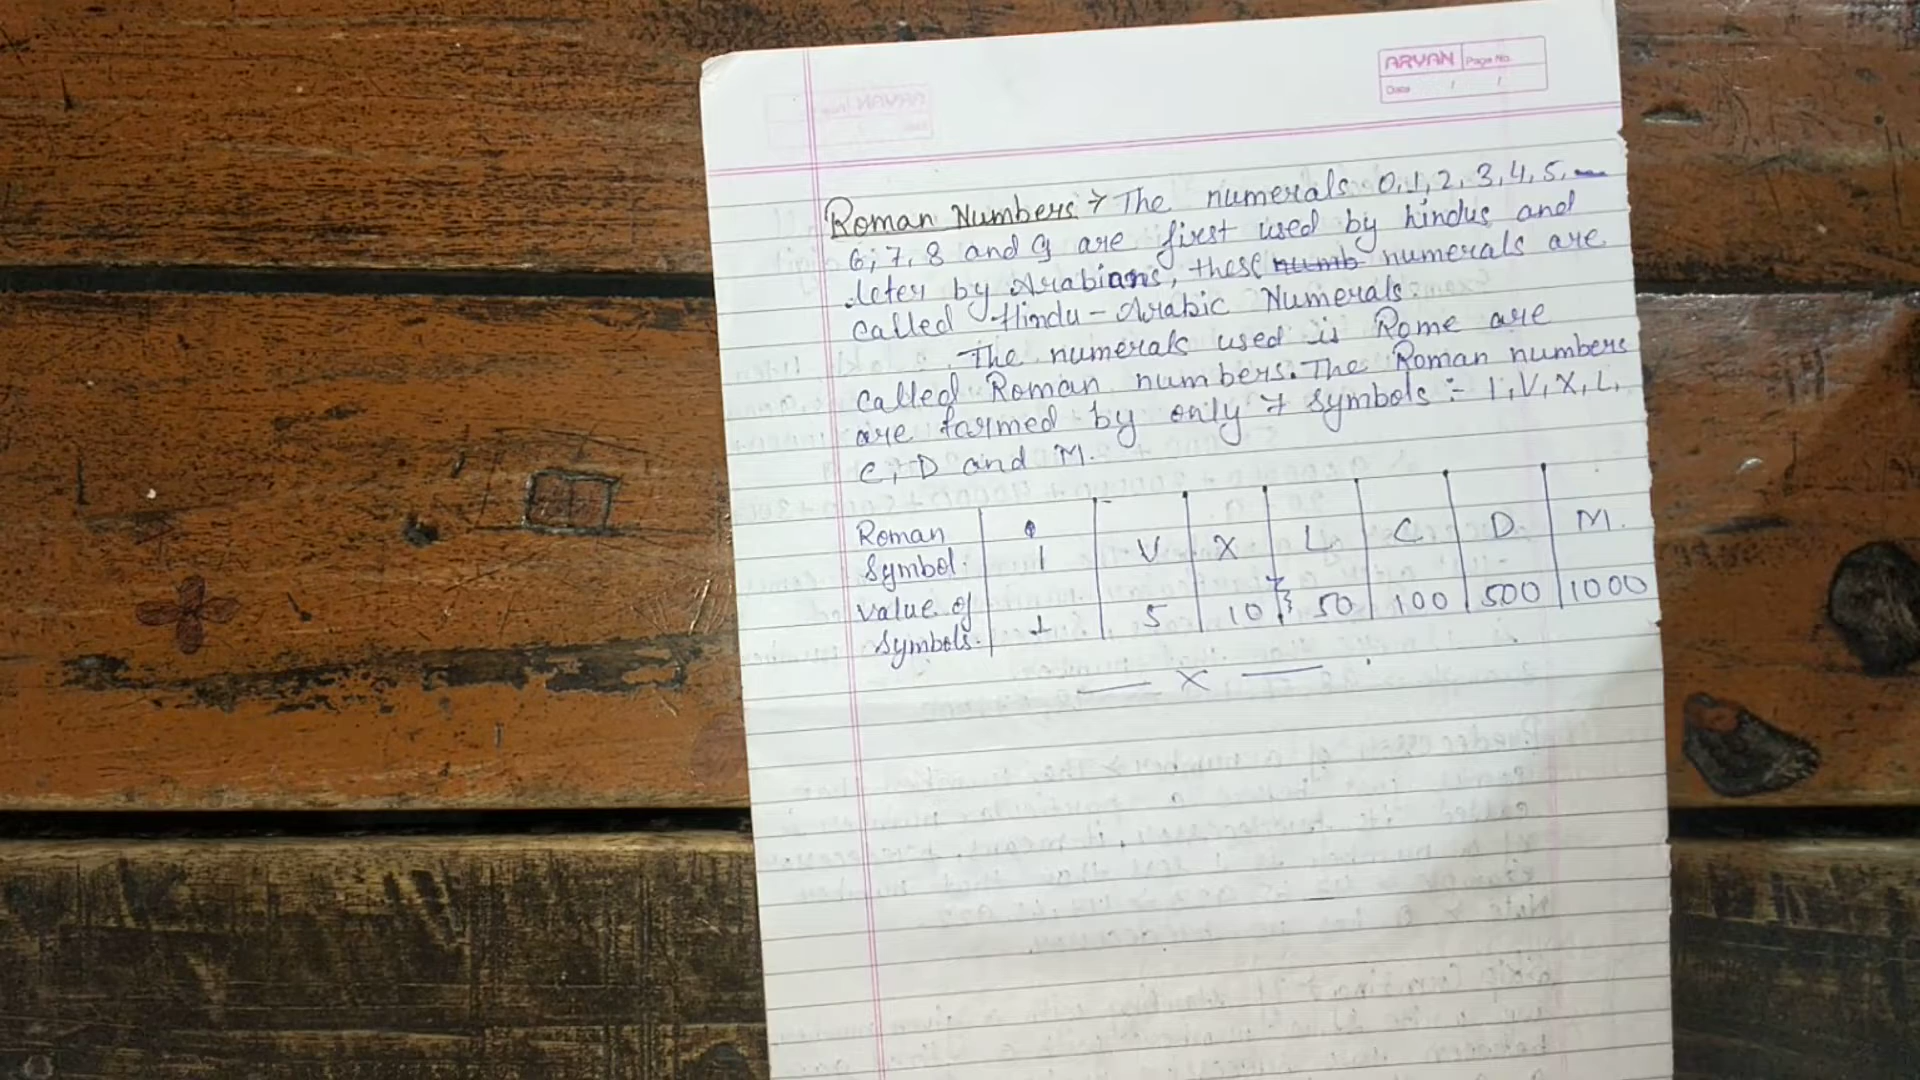 ARYAN Page No.
Date / /
Roman Numbers → The numerals 0,1,2,3,4,5,
6,7,8 and 9 are first used by hindus and
leter by Arabians, these numb numerals are
called Hindu-Arabic Numerals.
The numerals used is Rome are
called Roman numbers. The Roman numbers
are formed by only 7 symbols :- I, V, X, L,
C, D and M.
Roman Symbol. I V X L C D M.
Value of Symbols. 1 5 10 50 100 500 1000
— X —